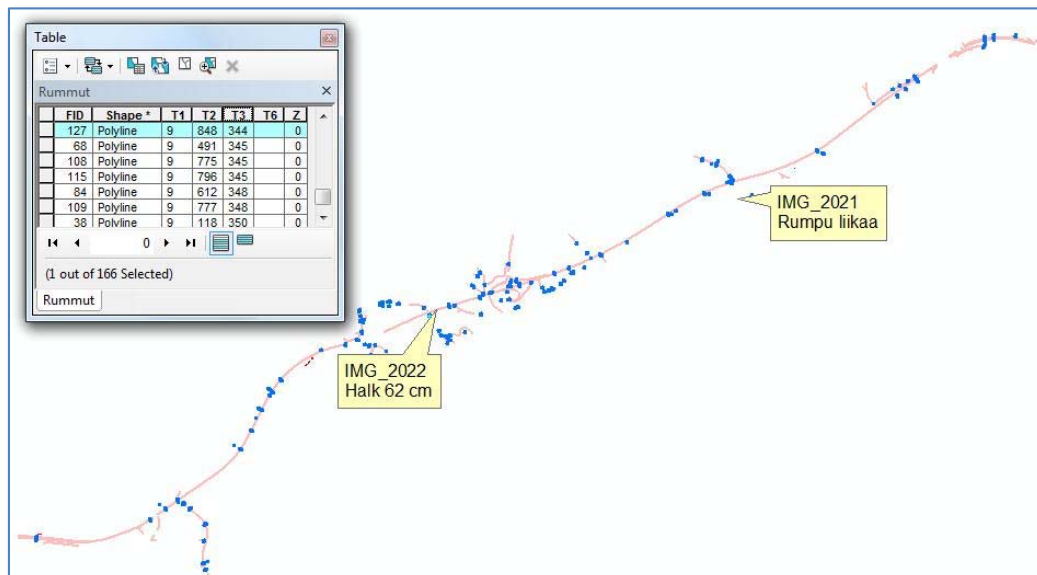 Table
Rummut
FID Shape * T1 T2 T3 T6 Z
127 Polyline 9 848 344 0
68 Polyline 9 491 345 0
108 Polyline 9 775 345 0
115 Polyline 9 796 345 0
84 Polyline 9 612 348 0
109 Polyline 9 777 348 0
38 Polyline 9 118 350 0
0
(1 out of 166 Selected)
Rummut
IMG_2021
Rumpu liikaa
IMG_2022
Halk 62 cm